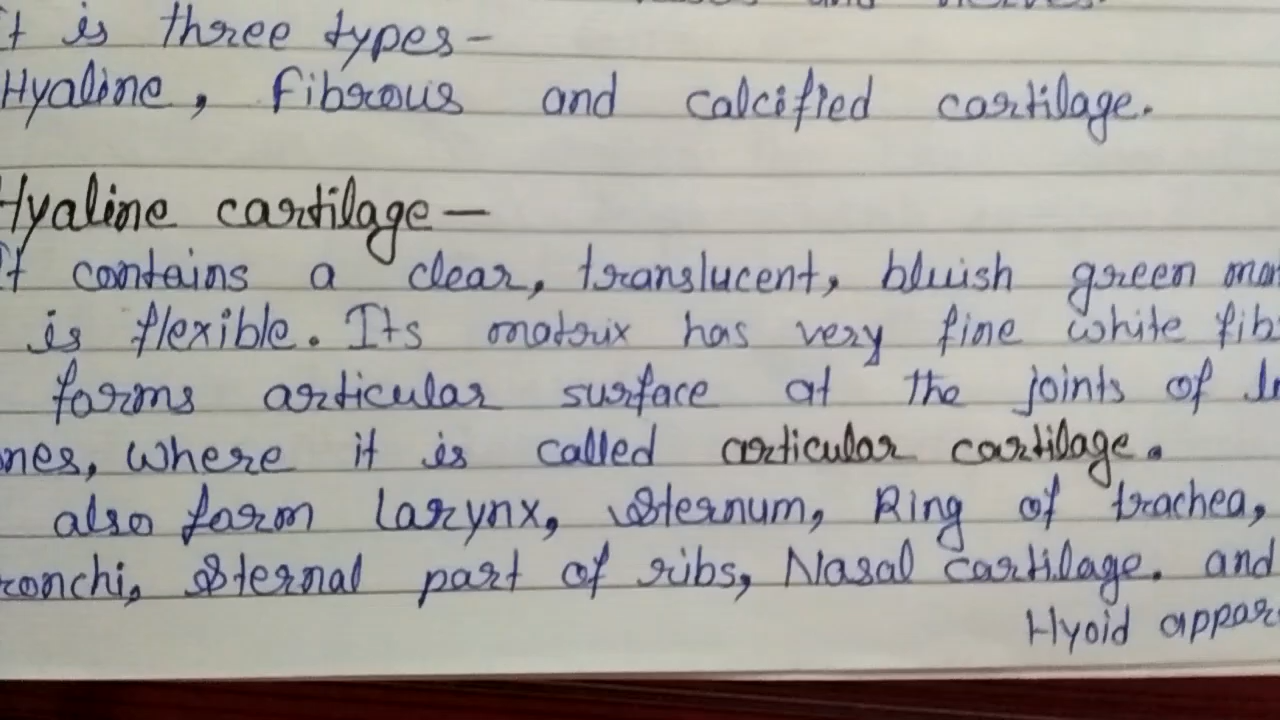 It is three types-
Hyaline, Fibrous and calcified cartilage.
Hyaline cartilage-
It contains a clear, translucent, bluish green
is flexible. Its matrix has very fine white
forms articular surface at the joints of
where it is called articular cartilage.
also form larynx, Sternum, Ring of trachea,
Sternal part of ribs, Nasal cartilage. and
Hyoid